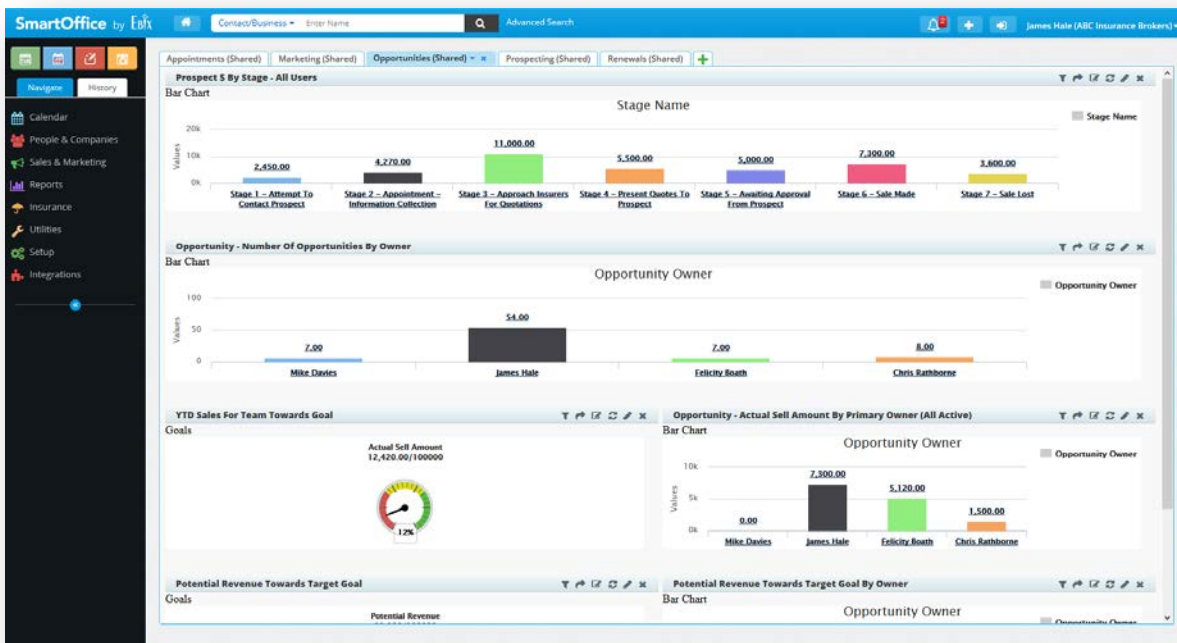 SmartOffice by Ebix
Contact/Business
Enter Name
Advanced Search
James Hale (ABC Insurance Brokers)
Navigate
History
Calendar
People & Companies
Sales & Marketing
Reports
Insurance
Utilities
Setup
Integrations
Appointments (Shared)
Marketing (Shared)
Opportunities (Shared)
Prospecting (Shared)
Renewals (Shared)
Prospect $ By Stage - All Users
Bar Chart
Stage Name
Stage Name
Values
20k
10k
0k
2,450.00
4,270.00
11,000.00
5,500.00
5,000.00
7,300.00
3,600.00
Stage 1 – Attempt To
Contact Prospect
Stage 2 – Appointment –
Information Collection
Stage 3 – Approach Insurers
For Quotations
Stage 4 – Present Quotes To
Prospect
Stage 5 – Awaiting Approval
From Prospect
Stage 6 – Sale Made
Stage 7 – Sale Lost
Opportunity - Number Of Opportunities By Owner
Bar Chart
Opportunity Owner
Opportunity Owner
Values
100
50
0
7.00
54.00
7.00
8.00
Mike Davies
James Hale
Felicity Boath
Chris Rathborne
YTD Sales For Team Towards Goal
Goals
Actual Sell Amount
12,420.00/100000
12%
Opportunity - Actual Sell Amount By Primary Owner (All Active)
Bar Chart
Opportunity Owner
Opportunity Owner
Values
10k
5k
0k
0.00
7,300.00
5,120.00
1,500.00
Mike Davies
James Hale
Felicity Boath
Chris Rathborne
Potential Revenue Towards Target Goal
Goals
Potential Revenue
Potential Revenue Towards Target Goal By Owner
Bar Chart
Opportunity Owner
Opportunity Owner